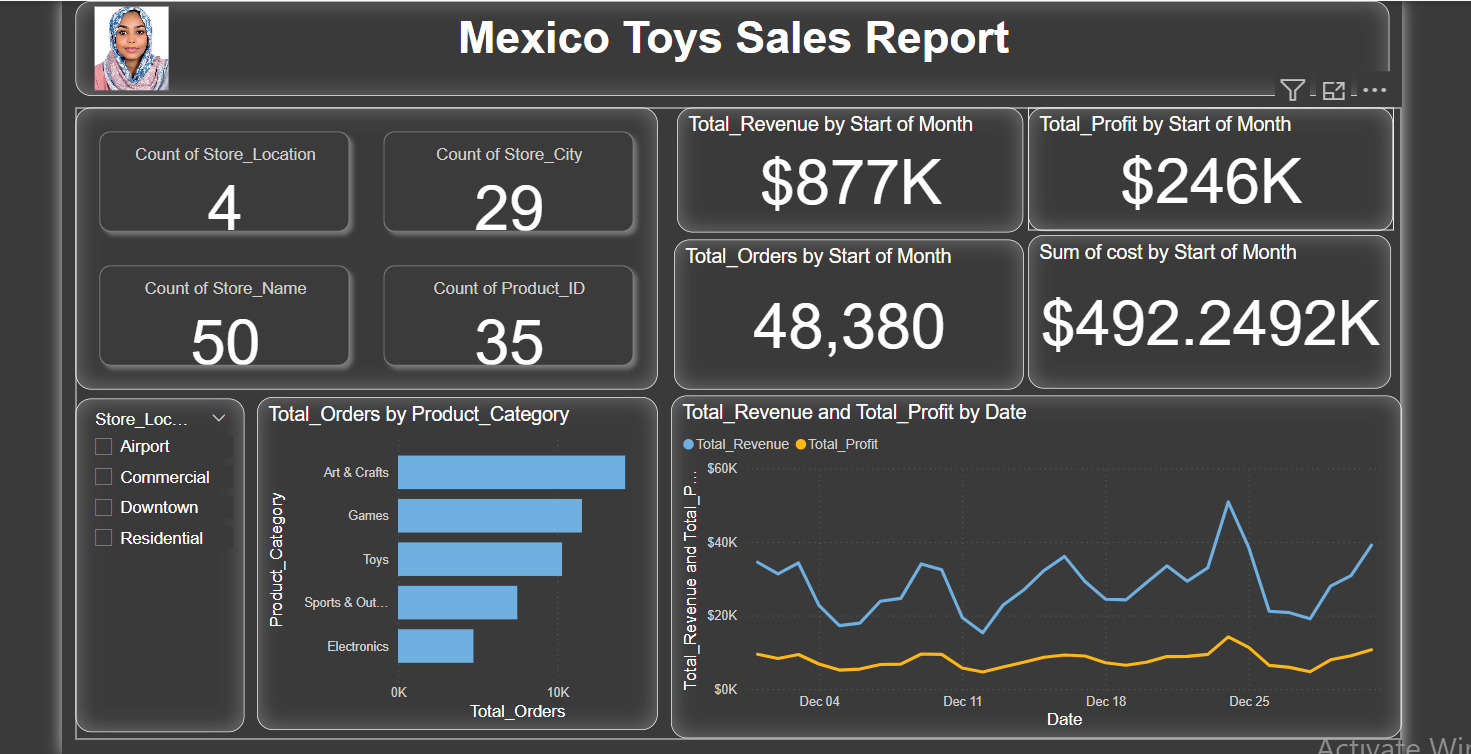 Mexico Toys Sales Report
Count of Store_Location
4
Count of Store_City
29
Count of Store_Name
50
Count of Product_ID
35
Total_Revenue by Start of Month
$877K
Total_Profit by Start of Month
$246K
Total_Orders by Start of Month
48,380
Sum of cost by Start of Month
$492.2492K
Store_Loc...
Airport
Commercial
Downtown
Residential
Total_Orders by Product_Category
Product_Category
Art & Crafts
Games
Toys
Sports & Out...
Electronics
0K 10K
Total_Orders
Total_Revenue and Total_Profit by Date
Total_Revenue Total_Profit
Total_Revenue and Total_P...
$60K
$40K
$20K
$0K
Dec 04 Dec 11 Dec 18 Dec 25
Date
Activate Wi